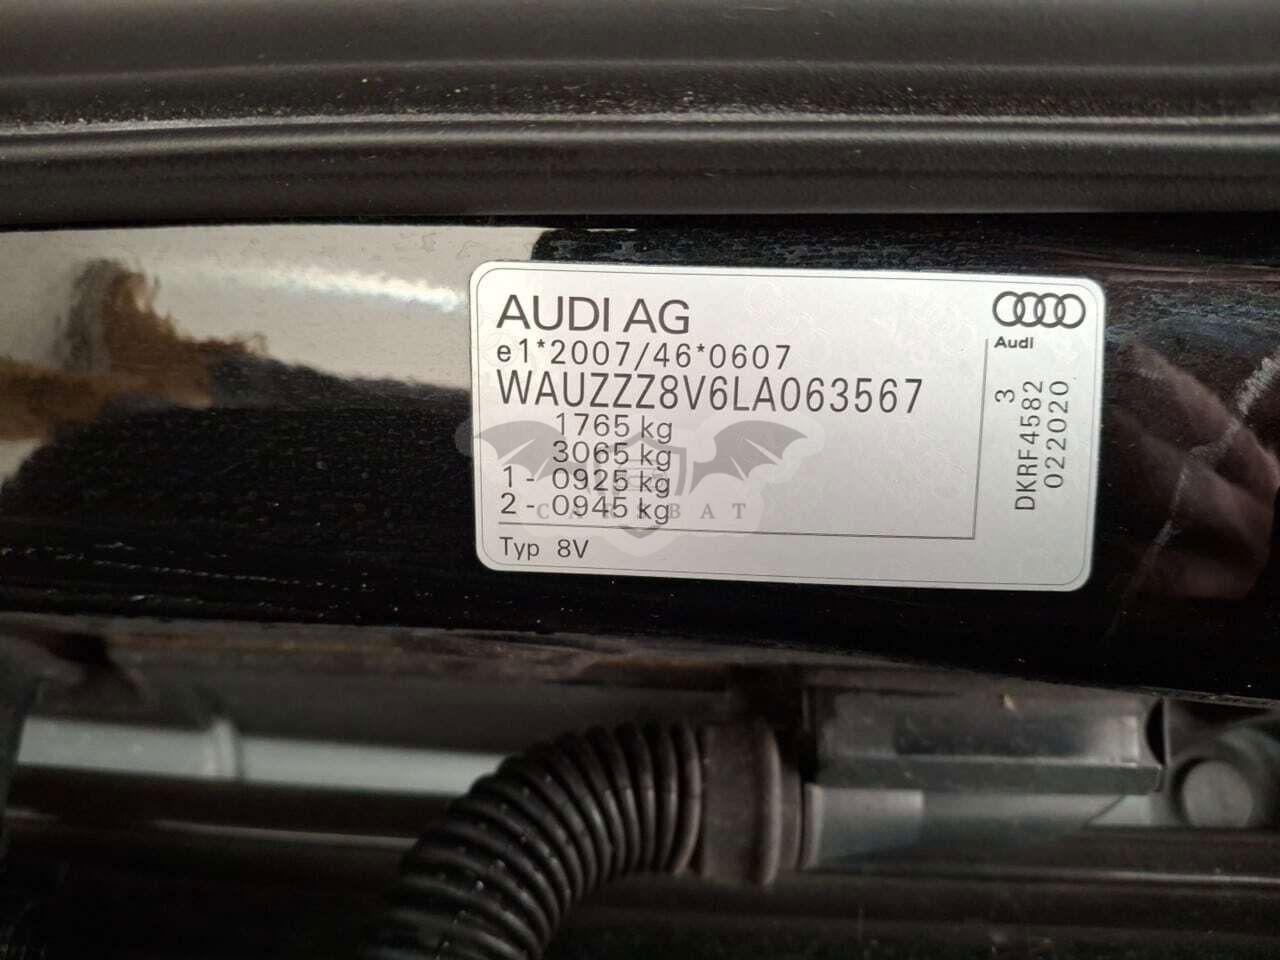 AUDI AG
e1*2007/46*0607
WAUZZZ8V6LA063567
1765 kg
3065 kg
1 - 0925 kg
2 - 0945 kg
Typ 8V
Audi
3
DKRF4582
022020
CARSBAT